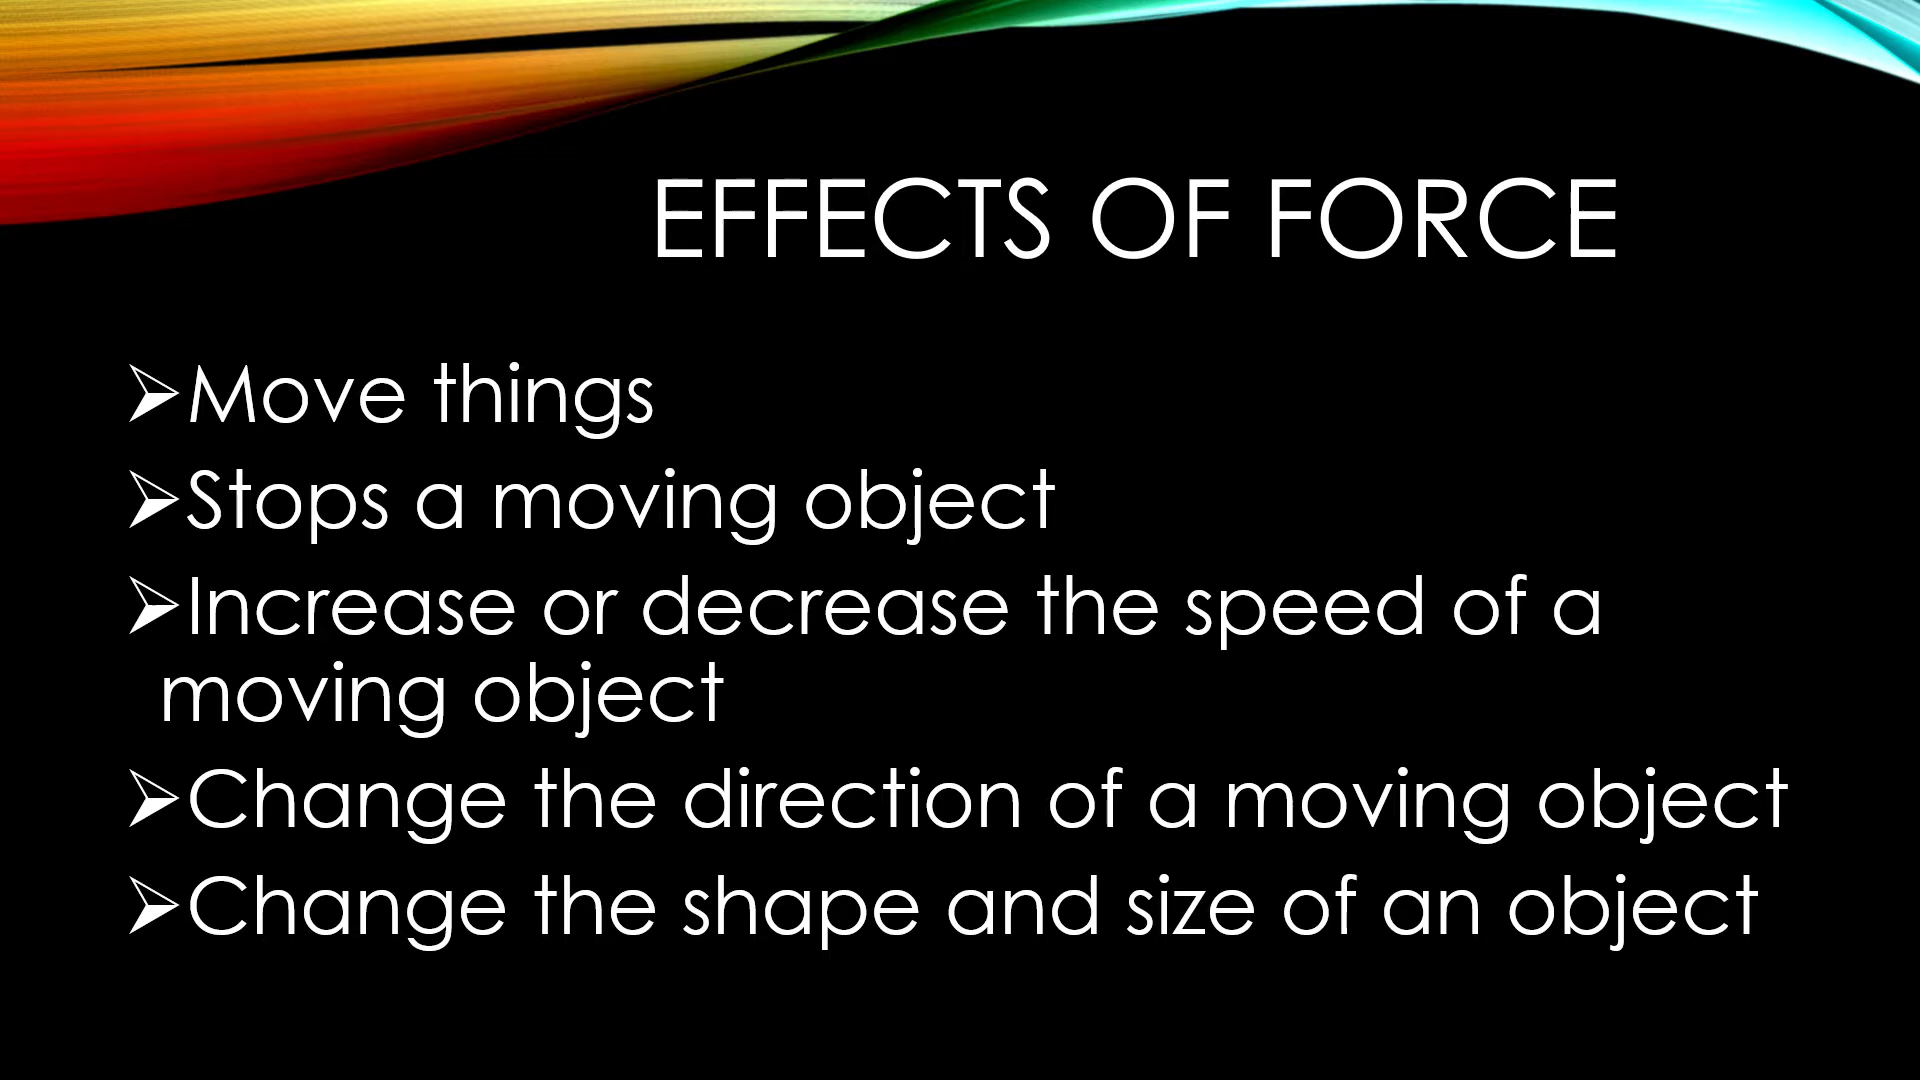 EFFECTS OF FORCE
➢Move things
➢Stops a moving object
➢Increase or decrease the speed of a
moving object
➢Change the direction of a moving object
➢Change the shape and size of an object